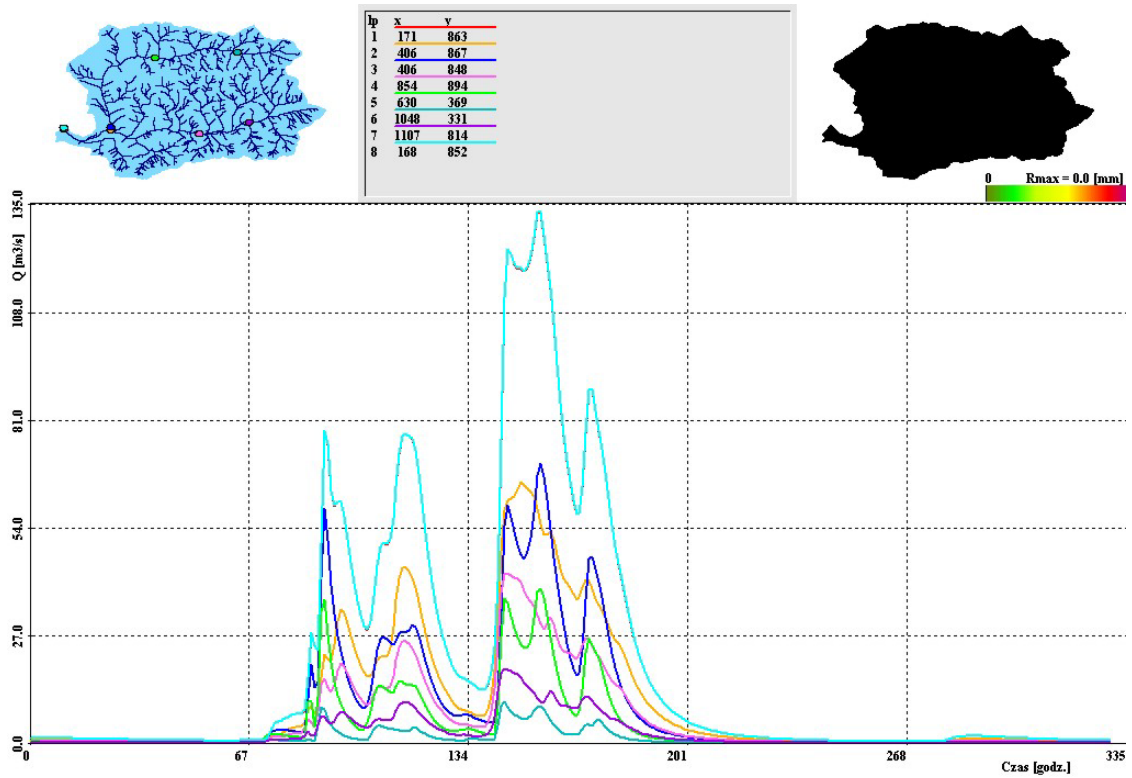 lp x y
1 171 863
2 406 867
3 406 848
4 854 894
5 630 369
6 1048 331
7 1107 814
8 168 852
0 Rmax = 0.0 [mm]
Q [m3/s]
135.0
108.0
81.0
54.0
27.0
0.0
0 67 134 201 268 335
Czas [godz.]